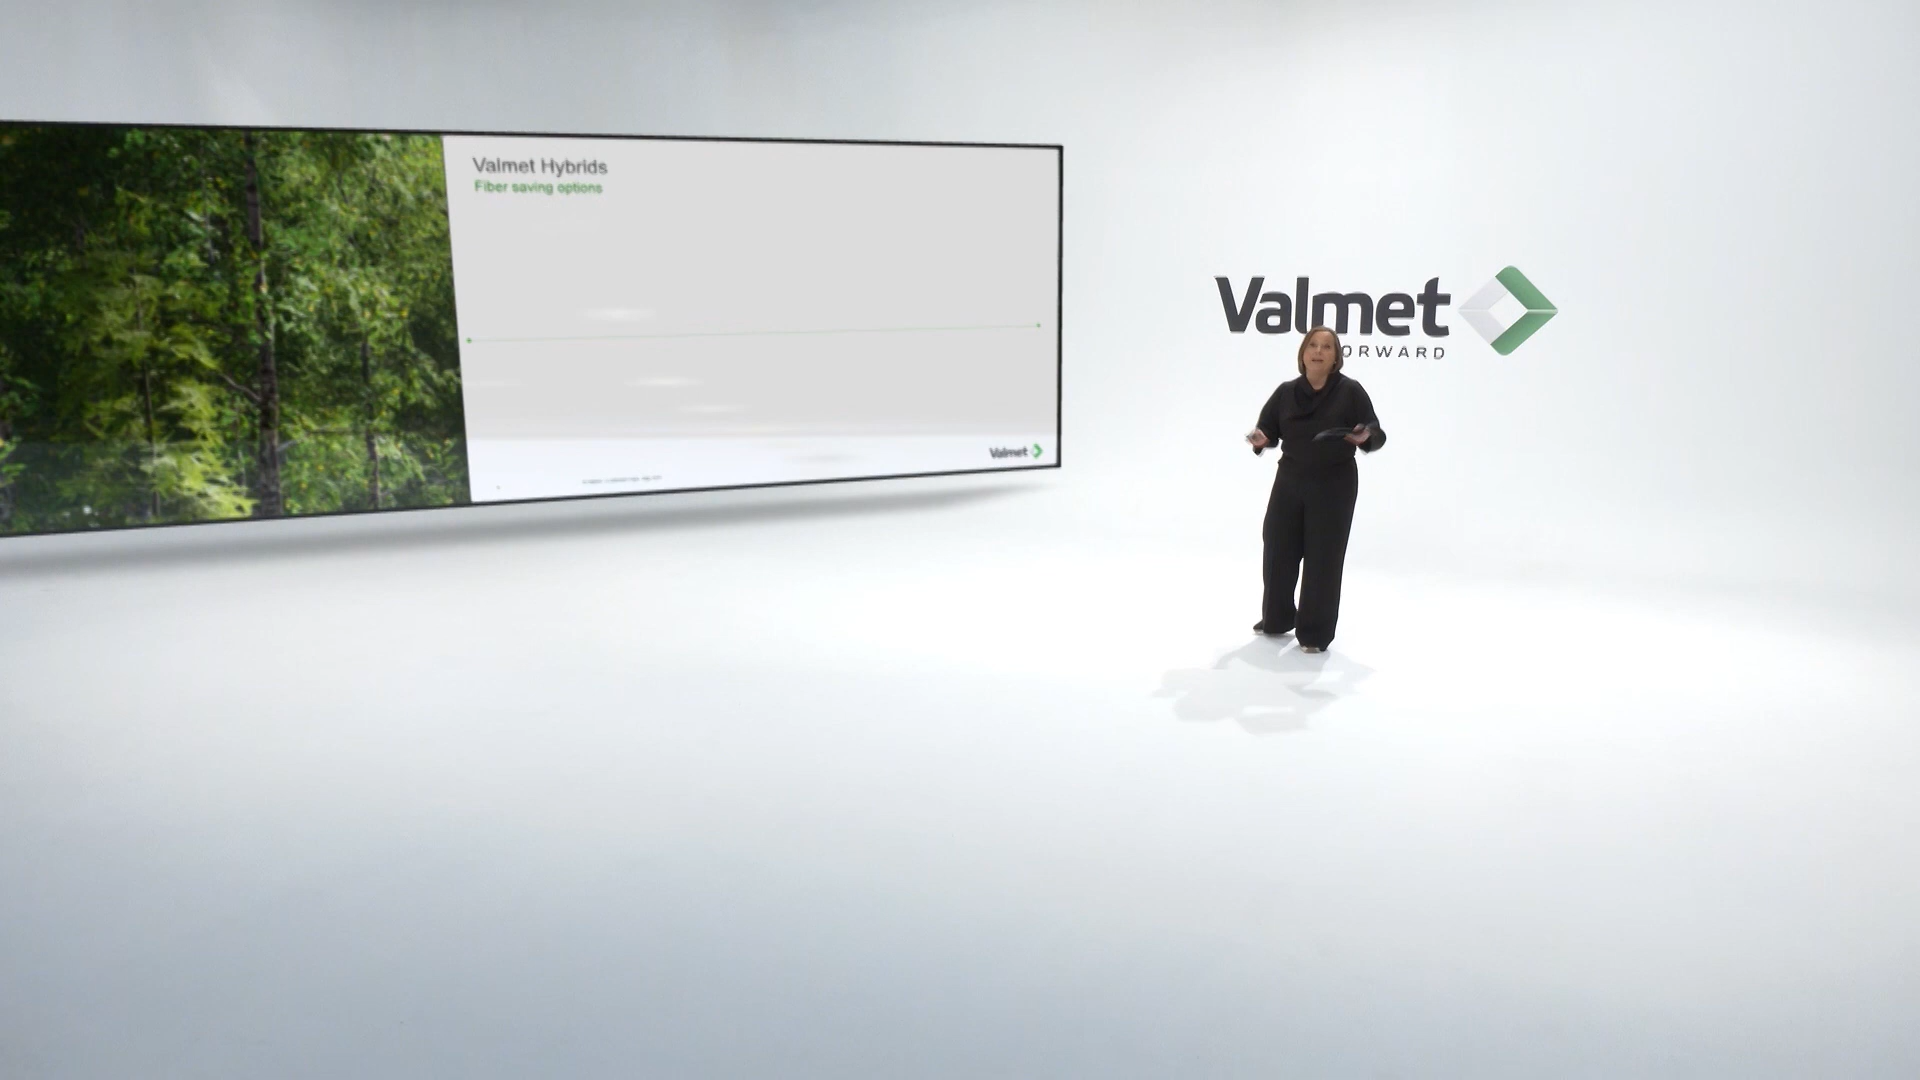 Valmet Hybrids
Fiber saving options
Valmet
Valmet
ORWARD